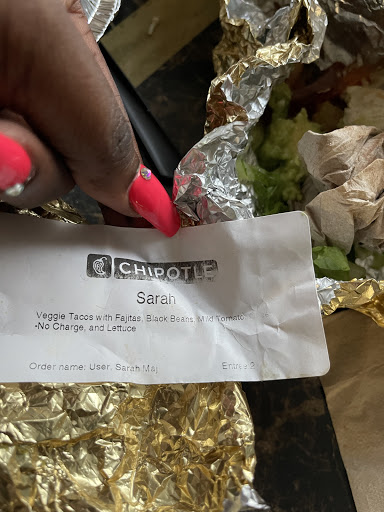 CHIPOTLE
Sarah
Veggie Tacos with Fajitas, Black Beans, Mild Tomato
-No Charge, and Lettuce
Order name: User, Sarah Maj
Entree 2